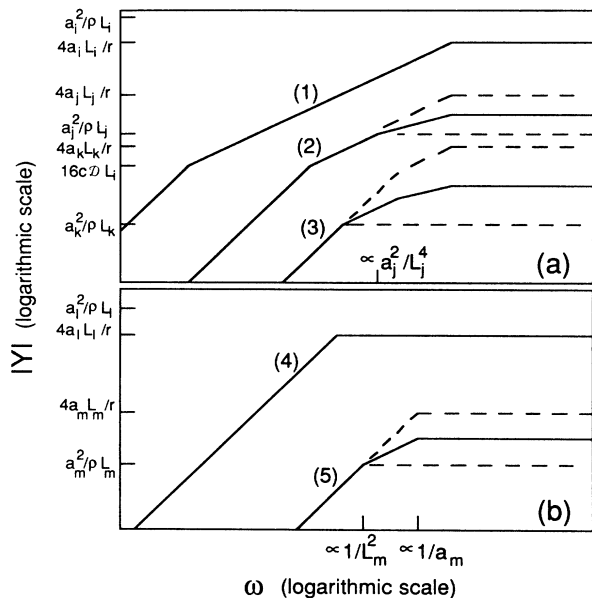 a_i^2/ρ L_i
4a_i L_i /r
4a_j L_j /r
a_j^2/ρ L_j
4a_k L_k /r
16c𝒟 L_i
a_k^2/ρ L_k
(1)
(2)
(3)
∝ a_j^2/L_j^4
(a)
|Y| (logarithmic scale)
a_l^2/ρ L_l
4a_l L_l /r
4a_m L_m /r
a_m^2/ρ L_m
(4)
(5)
(b)
∝ 1/L_m^2 ∝ 1/a_m
ω (logarithmic scale)